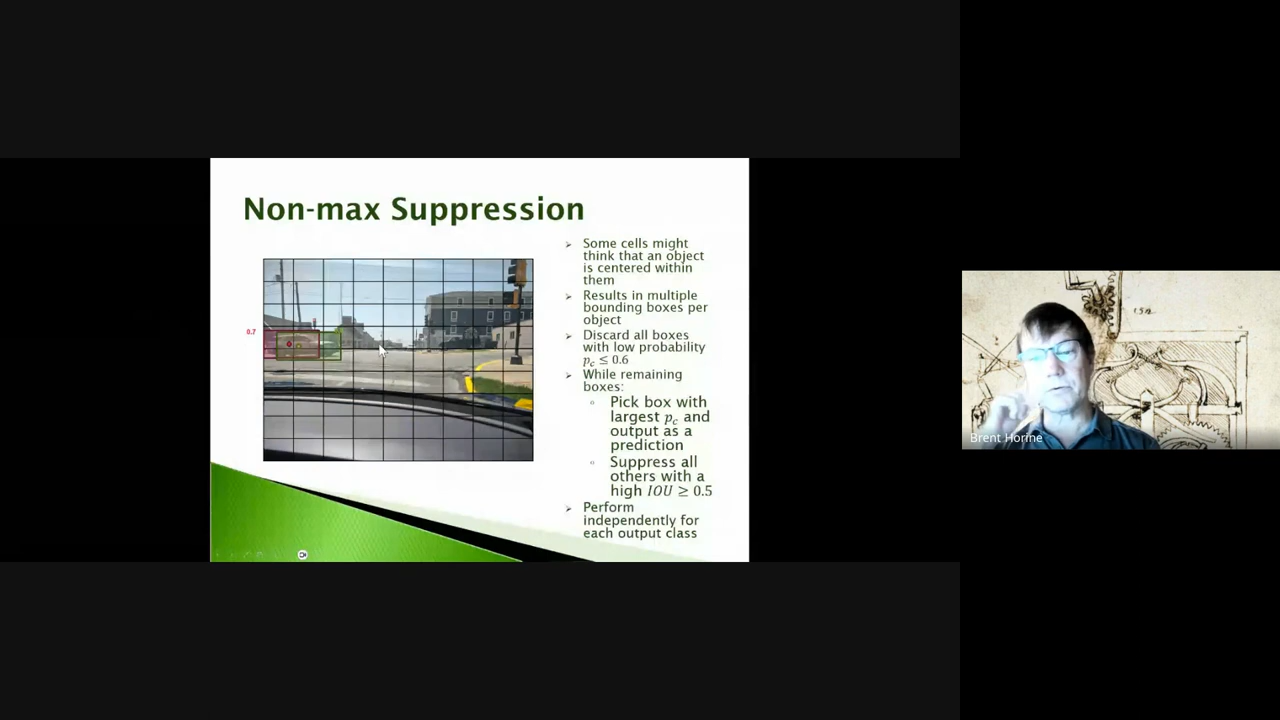 Non-max Suppression
Some cells might
think that an object
is centered within
them
Results in multiple
bounding boxes per
object
Discard all boxes
with low probability
p_c ≤ 0.6
While remaining
boxes:
Pick box with
largest p_c and
output as a
prediction
Suppress all
others with a
high IOU ≥ 0.5
Perform
independently for
each output class
0.7
Brent Horine